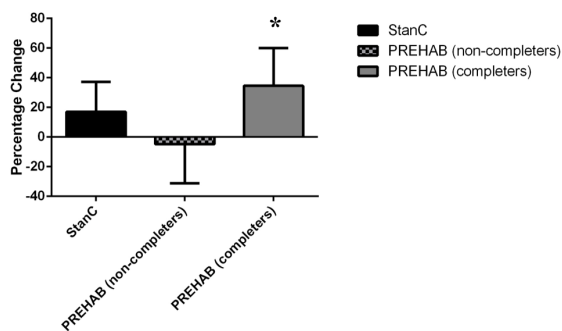 80
60
40
20
0
-20
-40
Percentage Change
*
StanC
PREHAB (non-completers)
PREHAB (completers)
StanC
PREHAB (non-completers)
PREHAB (completers)